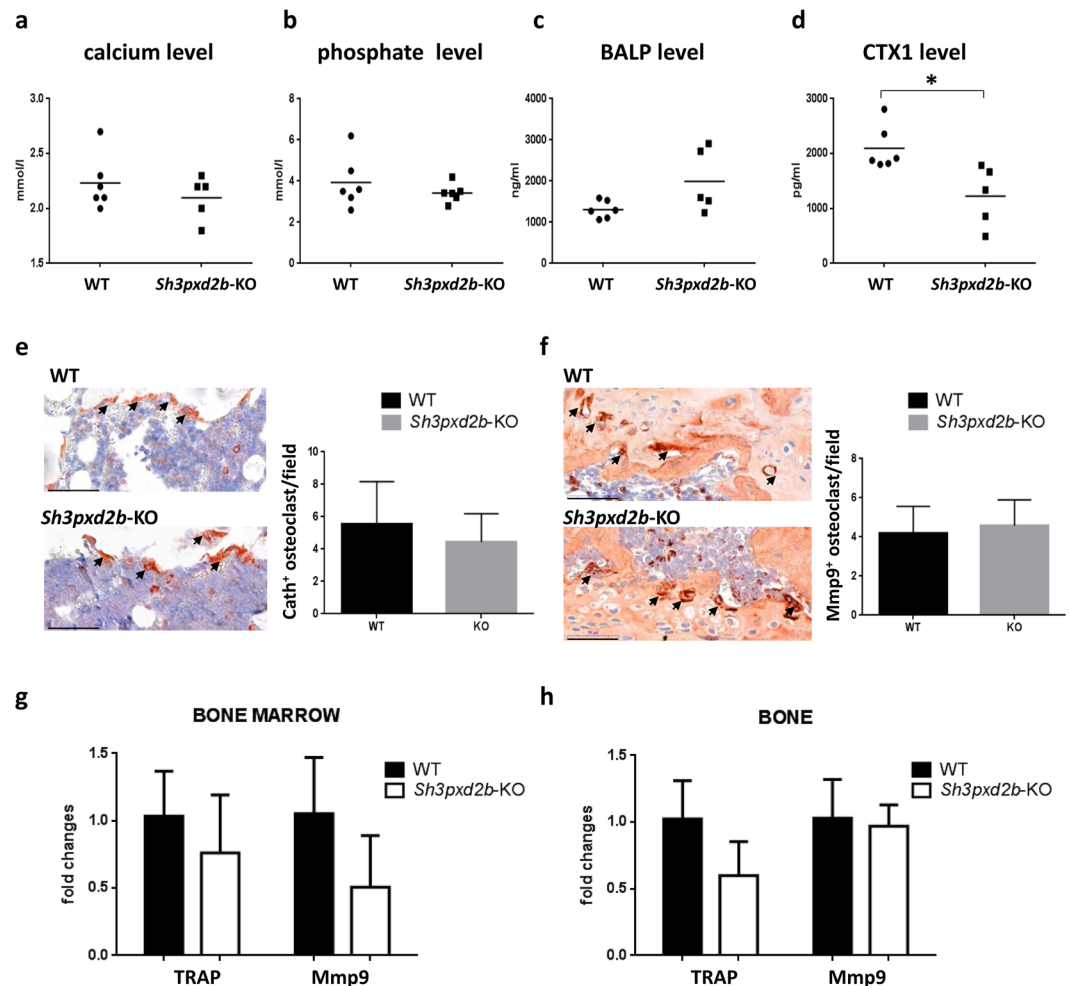 a
calcium level
mmol/l
3.0
2.5
2.0
1.5
WT
Sh3pxd2b-KO
b
phosphate level
mmol/l
8
6
4
2
0
WT
Sh3pxd2b-KO
c
BALP level
ng/ml
4000
3000
2000
1000
0
WT
Sh3pxd2b-KO
d
CTX1 level
*
pg/ml
3000
2000
1000
0
WT
Sh3pxd2b-KO
e
WT
Sh3pxd2b-KO
WT
Sh3pxd2b-KO
Cath⁺ osteoclast/field
10
8
6
4
2
0
WT
KO
f
WT
Sh3pxd2b-KO
WT
Sh3pxd2b-KO
Mmp9⁺ osteoclast/field
8
6
4
2
0
WT
KO
g
BONE MARROW
WT
Sh3pxd2b-KO
fold changes
1.5
1.0
0.5
0.0
TRAP
Mmp9
h
BONE
WT
Sh3pxd2b-KO
fold changes
1.5
1.0
0.5
0.0
TRAP
Mmp9